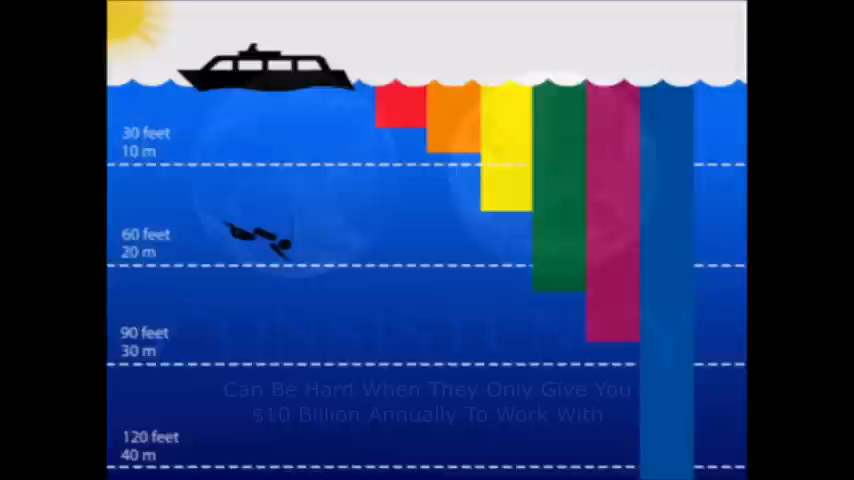 30 feet
10 m
60 feet
20 m
90 feet
30 m
Can Be Hard When They Only Give You
$10 Billion Annually To Work With
120 feet
40 m